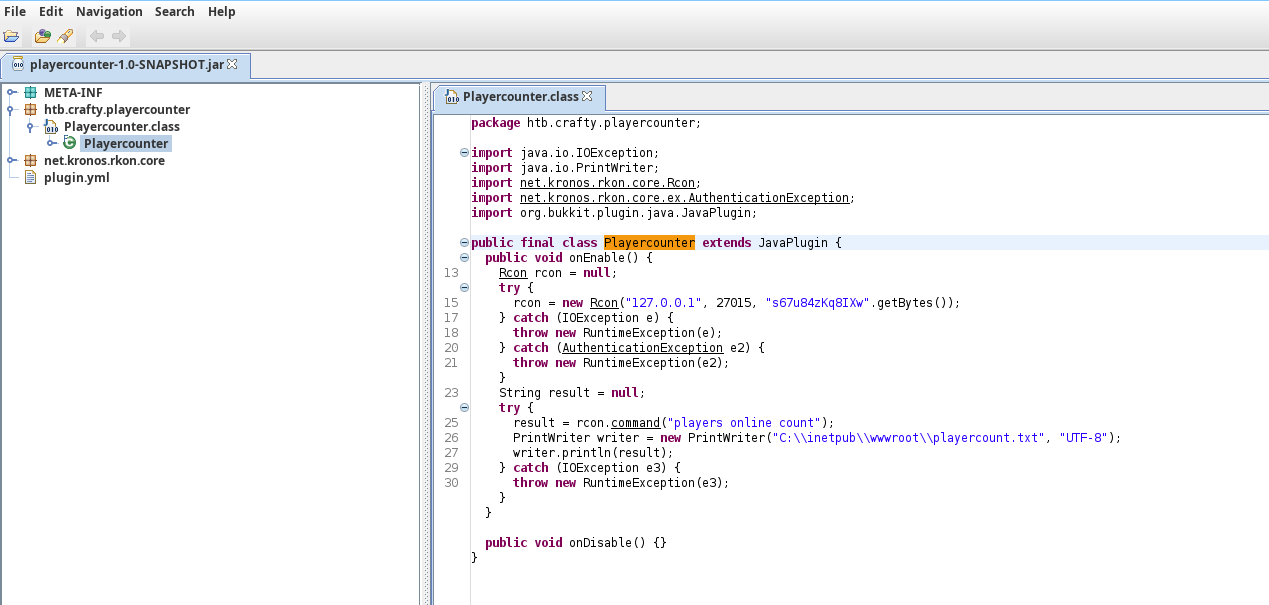 File Edit Navigation Search Help
playercounter-1.0-SNAPSHOT.jar
META-INF
htb.crafty.playercounter
Playercounter.class
Playercounter
net.kronos.rkon.core
plugin.yml
Playercounter.class
package htb.crafty.playercounter;
import java.io.IOException;
import java.io.PrintWriter;
import net.kronos.rkon.core.Rcon;
import net.kronos.rkon.core.ex.AuthenticationException;
import org.bukkit.plugin.java.JavaPlugin;
public final class Playercounter extends JavaPlugin {
public void onEnable() {
13 Rcon rcon = null;
try {
15 rcon = new Rcon("127.0.0.1", 27015, "s67u84zKq8IXw".getBytes());
17 } catch (IOException e) {
18 throw new RuntimeException(e);
20 } catch (AuthenticationException e2) {
21 throw new RuntimeException(e2);
}
23 String result = null;
try {
25 result = rcon.command("players online count");
26 PrintWriter writer = new PrintWriter("C:\\inetpub\\wwwroot\\playercount.txt", "UTF-8");
27 writer.println(result);
29 } catch (IOException e3) {
30 throw new RuntimeException(e3);
}
}
public void onDisable() {}
}